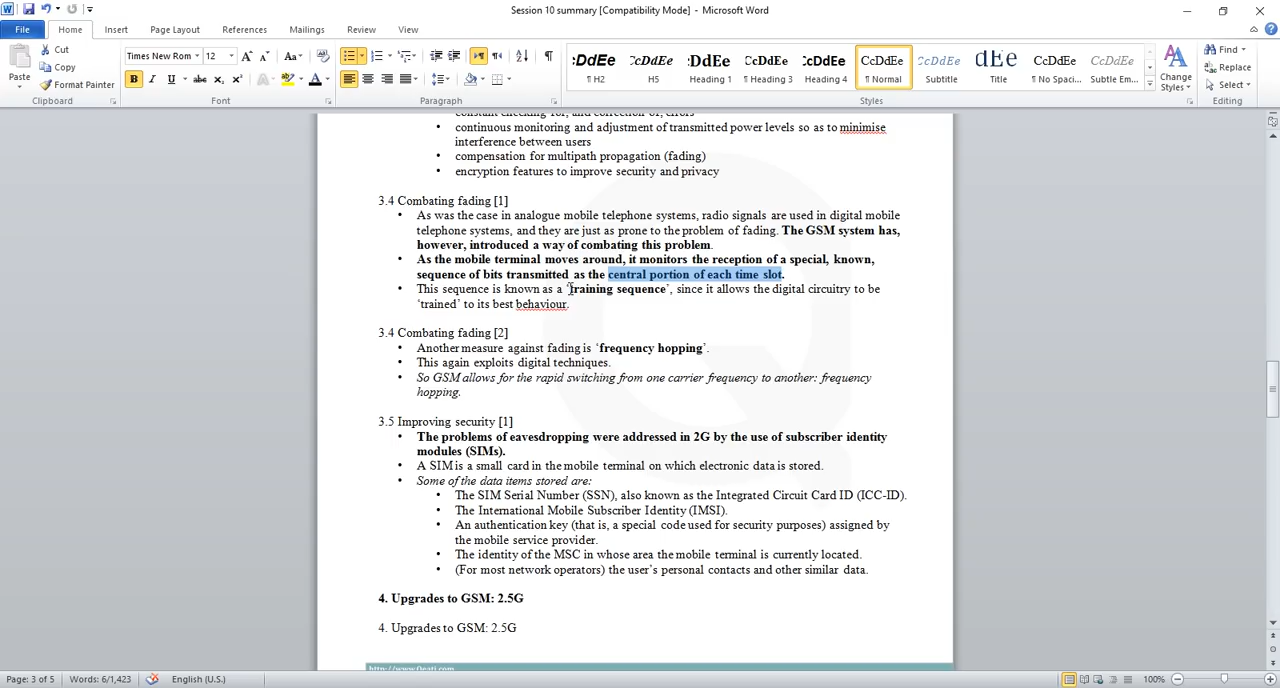 Session 10 summary [Compatibility Mode] - Microsoft Word
File Home Insert Page Layout References Mailings Review View
Paste
Cut
Copy
Format Painter
Clipboard
Times New Rom 12
Font
Paragraph
¶ H2
H5
Heading 1
¶ Heading 3
Heading 4
¶ Normal
Subtitle
Title
¶ No Spaci...
Subtle Em...
Change Styles
Styles
Find
Replace
Select
Editing
constant checking for, and correction of, errors
• continuous monitoring and adjustment of transmitted power levels so as to minimise
interference between users
• compensation for multipath propagation (fading)
• encryption features to improve security and privacy
3.4 Combating fading [1]
• As was the case in analogue mobile telephone systems, radio signals are used in digital mobile
telephone systems, and they are just as prone to the problem of fading. The GSM system has,
however, introduced a way of combating this problem.
• As the mobile terminal moves around, it monitors the reception of a special, known,
sequence of bits transmitted as the central portion of each time slot.
• This sequence is known as a ‘training sequence’, since it allows the digital circuitry to be
‘trained’ to its best behaviour.
3.4 Combating fading [2]
• Another measure against fading is ‘frequency hopping’.
• This again exploits digital techniques.
• So GSM allows for the rapid switching from one carrier frequency to another: frequency
hopping.
3.5 Improving security [1]
• The problems of eavesdropping were addressed in 2G by the use of subscriber identity
modules (SIMs).
• A SIM is a small card in the mobile terminal on which electronic data is stored.
• Some of the data items stored are:
• The SIM Serial Number (SSN), also known as the Integrated Circuit Card ID (ICC-ID).
• The International Mobile Subscriber Identity (IMSI).
• An authentication key (that is, a special code used for security purposes) assigned by
the mobile service provider.
• The identity of the MSC in whose area the mobile terminal is currently located.
• (For most network operators) the user’s personal contacts and other similar data.
4. Upgrades to GSM: 2.5G
4. Upgrades to GSM: 2.5G
Page: 3 of 5 Words: 6/1,423 English (U.S.) 100%